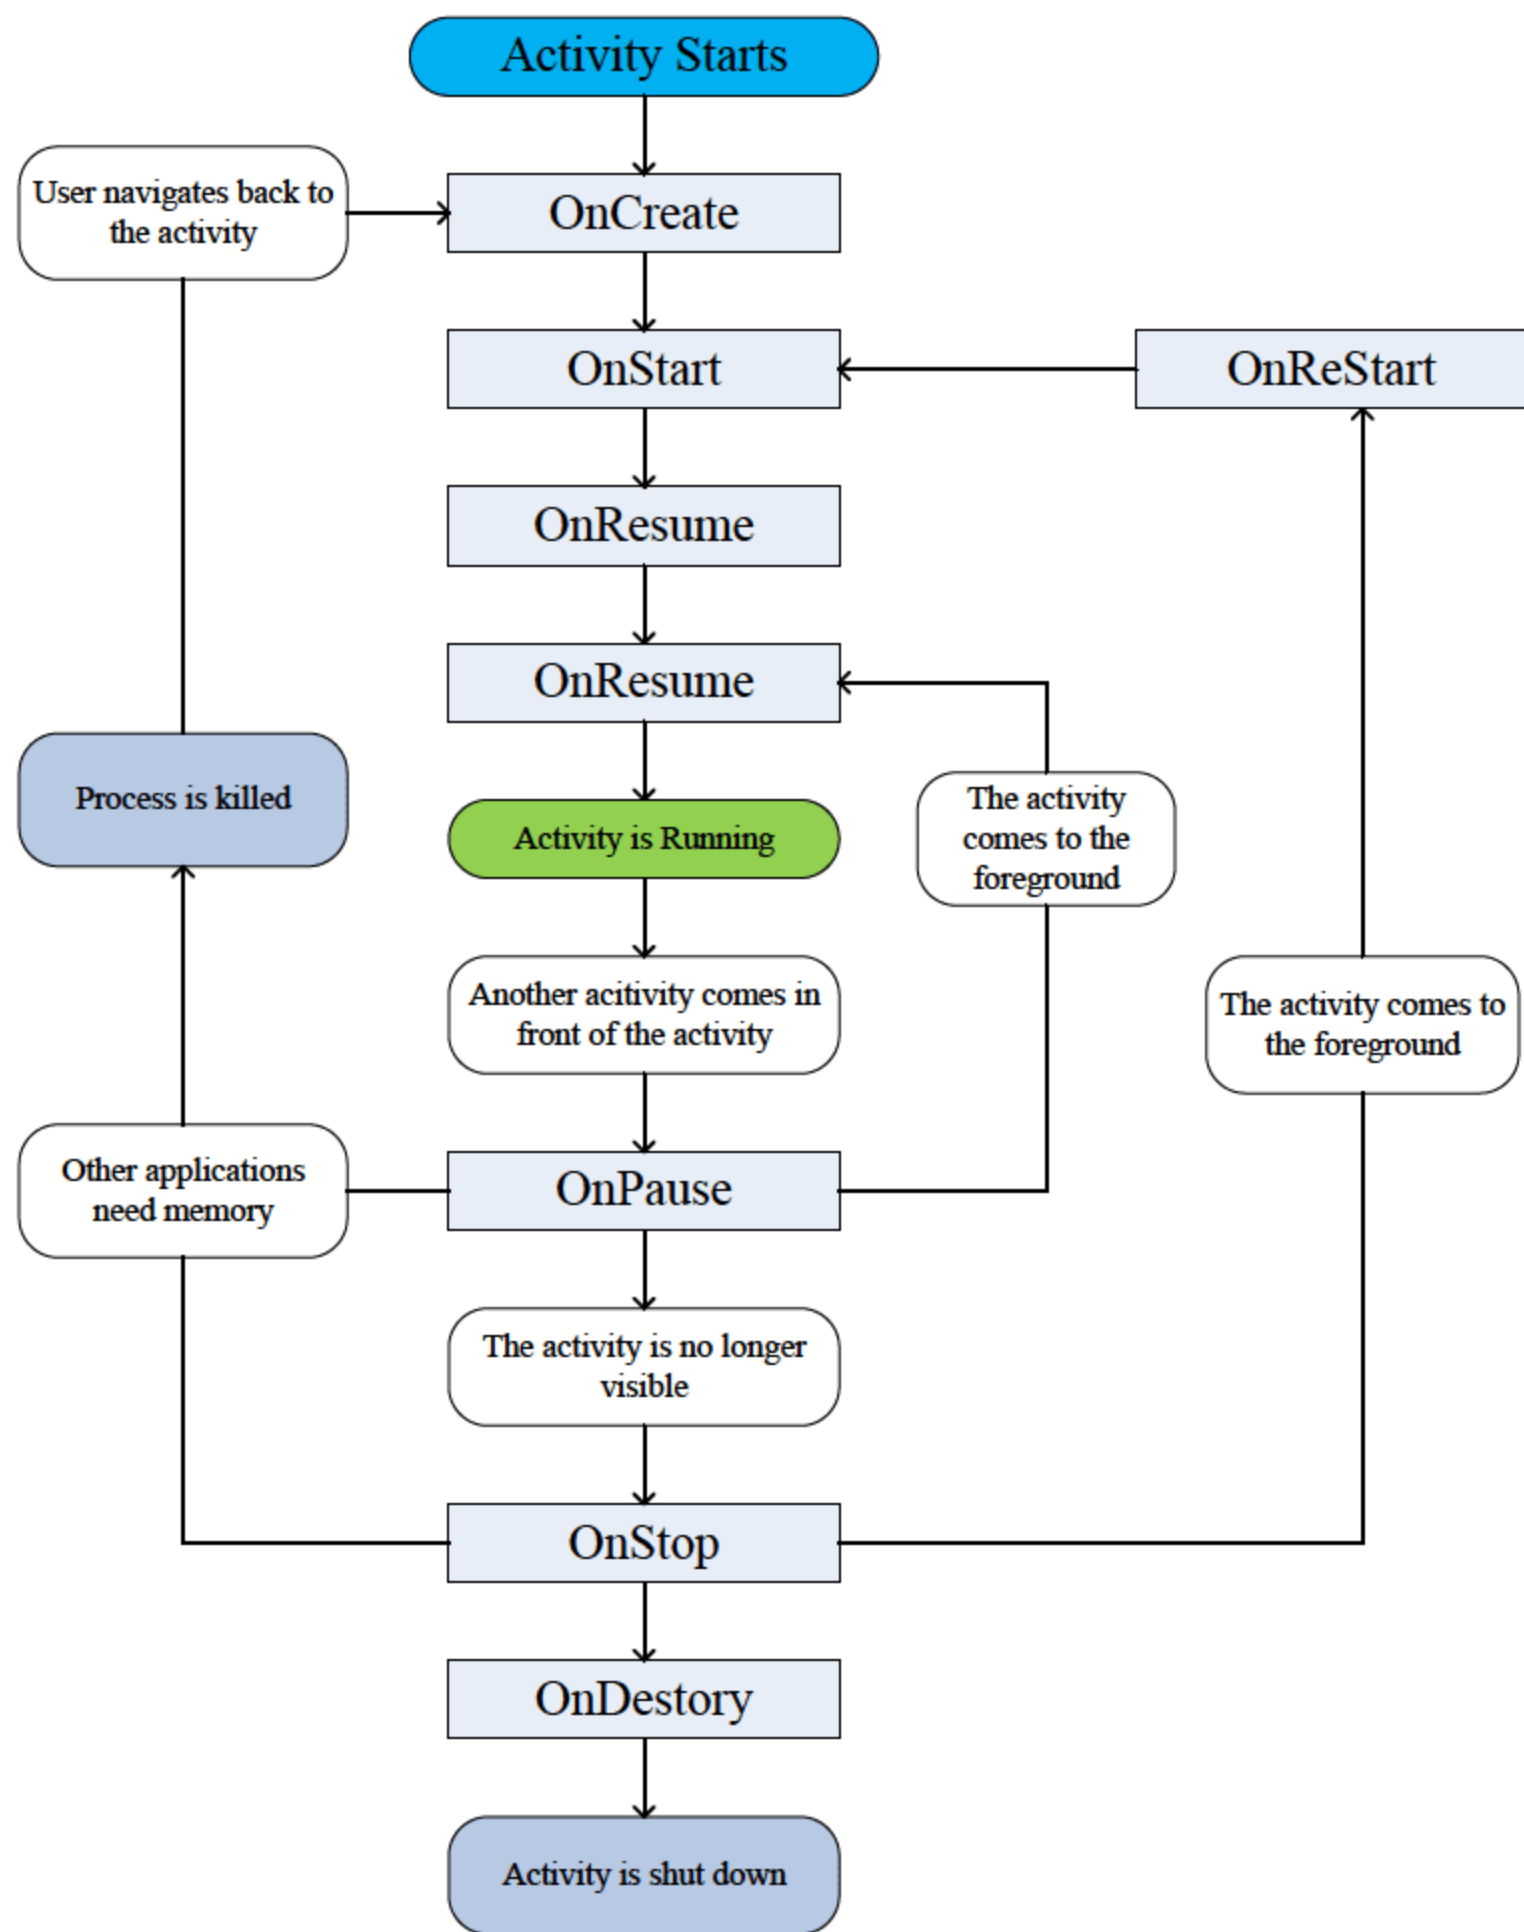 Activity Starts
User navigates back to
the activity
OnCreate
OnStart
OnReStart
OnResume
OnResume
Process is killed
Activity is Running
The activity
comes to the
foreground
Another acitivity comes in
front of the activity
The activity comes to
the foreground
Other applications
need memory
OnPause
The activity is no longer
visible
OnStop
OnDestory
Activity is shut down